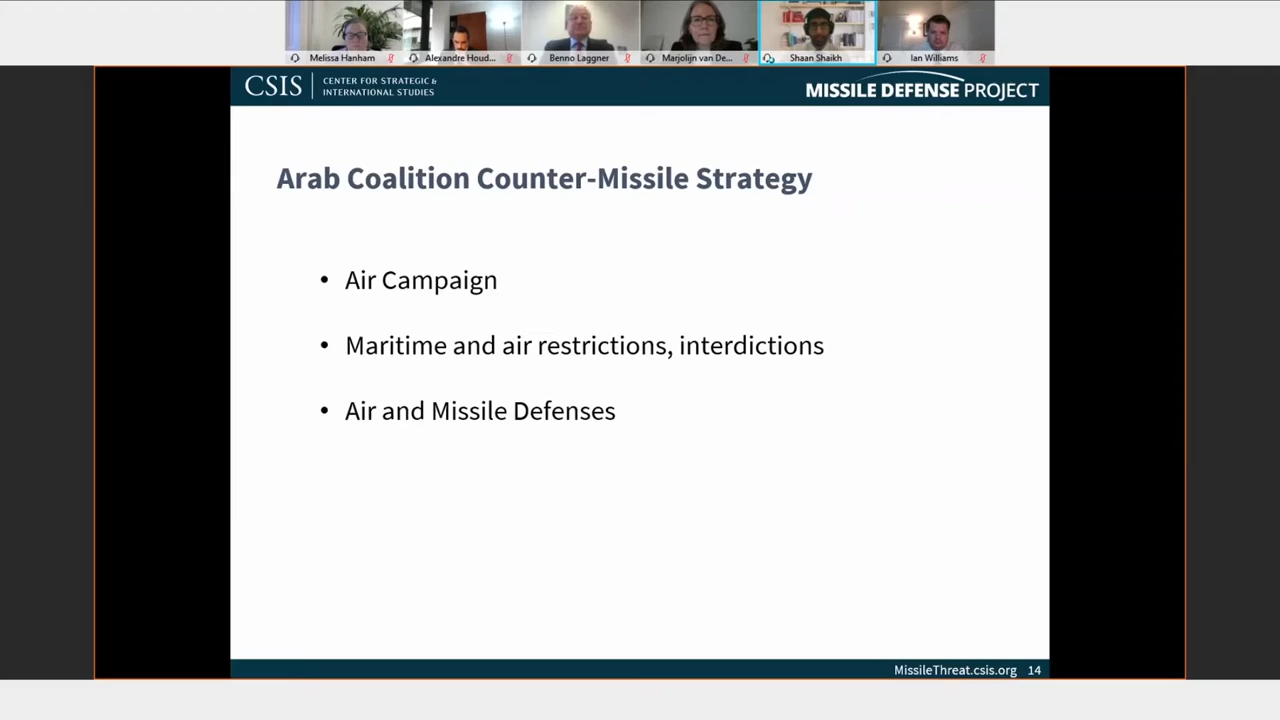 Melissa Hanham
Alexandre Houd...
Benno Laggner
Marjolijn van De...
Shaan Shaikh
Ian Williams
CSIS
CENTER FOR STRATEGIC &
INTERNATIONAL STUDIES
MISSILE DEFENSE PROJECT
Arab Coalition Counter-Missile Strategy
• Air Campaign
• Maritime and air restrictions, interdictions
• Air and Missile Defenses
MissileThreat.csis.org 14